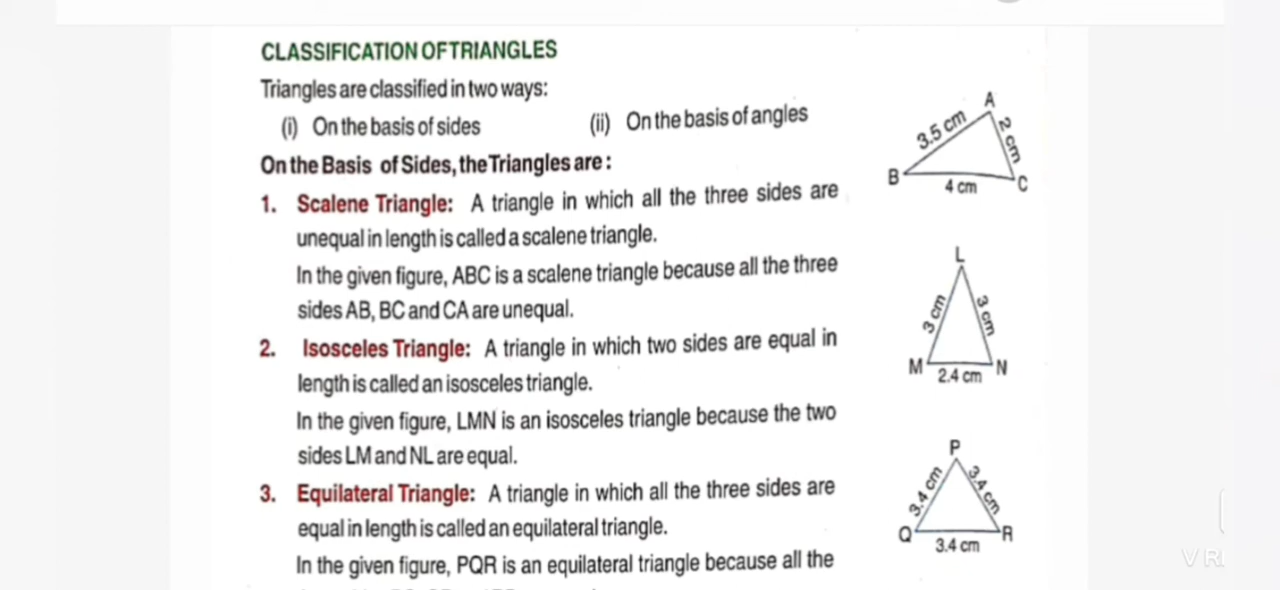 CLASSIFICATION OF TRIANGLES
Triangles are classified in two ways:
(i) On the basis of sides
(ii) On the basis of angles
On the Basis of Sides, the Triangles are :
1. Scalene Triangle: A triangle in which all the three sides are
unequal in length is called a scalene triangle.
In the given figure, ABC is a scalene triangle because all the three
sides AB, BC and CA are unequal.
2. Isosceles Triangle: A triangle in which two sides are equal in
length is called an isosceles triangle.
In the given figure, LMN is an isosceles triangle because the two
sides LM and NL are equal.
3. Equilateral Triangle: A triangle in which all the three sides are
equal in length is called an equilateral triangle.
In the given figure, PQR is an equilateral triangle because all the
A
3.5 cm
2 cm
B
4 cm
C
L
3 cm
3 cm
M
2.4 cm
N
P
3.4 cm
3.4 cm
Q
3.4 cm
R